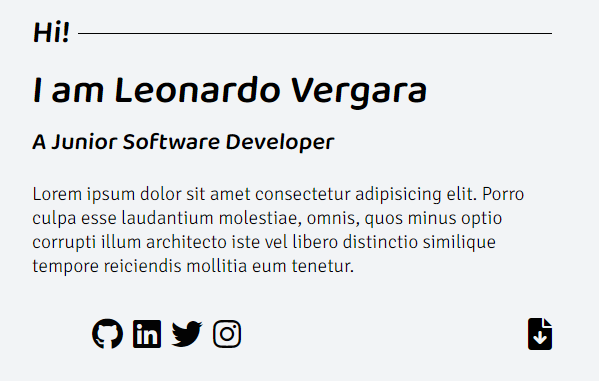 Hi!
I am Leonardo Vergara
A Junior Software Developer
Lorem ipsum dolor sit amet consectetur adipisicing elit. Porro
culpa esse laudantium molestiae, omnis, quos minus optio
corrupti illum architecto iste vel libero distinctio similique
tempore reiciendis mollitia eum tenetur.